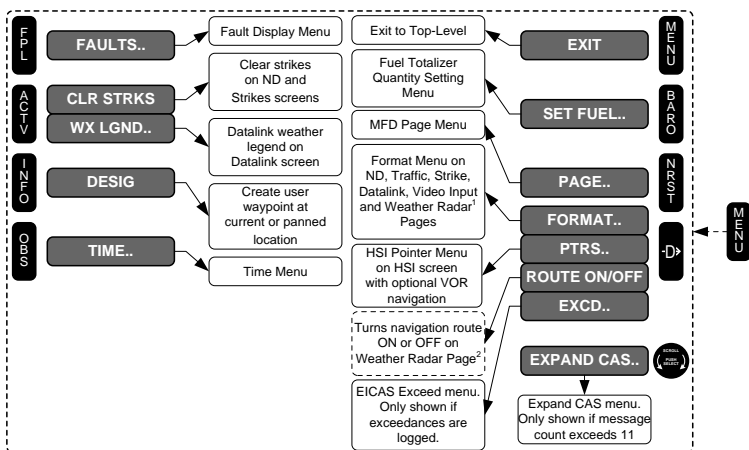 FPL
FAULTS..
Fault Display Menu
ACTV
CLR STRKS
WX LGND..
Clear strikes
on ND and
Strikes screens
Datalink weather
legend on
Datalink screen
INFO
DESIG
Create user
waypoint at
current or panned
location
OBS
TIME..
Time Menu
Exit to Top-Level
EXIT
MENU
Fuel Totalizer
Quantity Setting
Menu
SET FUEL..
BARO
MFD Page Menu
PAGE..
NRST
Format Menu on
ND, Traffic, Strike,
Datalink, Video Input
and Weather Radar1
Pages
FORMAT..
PTRS..
ROUTE ON/OFF
EXCD..
-D>
MENU
HSI Pointer Menu
on HSI screen
with optional VOR
navigation
Turns navigation route
ON or OFF on
Weather Radar Page2
EICAS Exceed menu.
Only shown if
exceedances are
logged.
EXPAND CAS..
SCROLL
PUSH
SELECT
Expand CAS menu.
Only shown if message
count exceeds 11